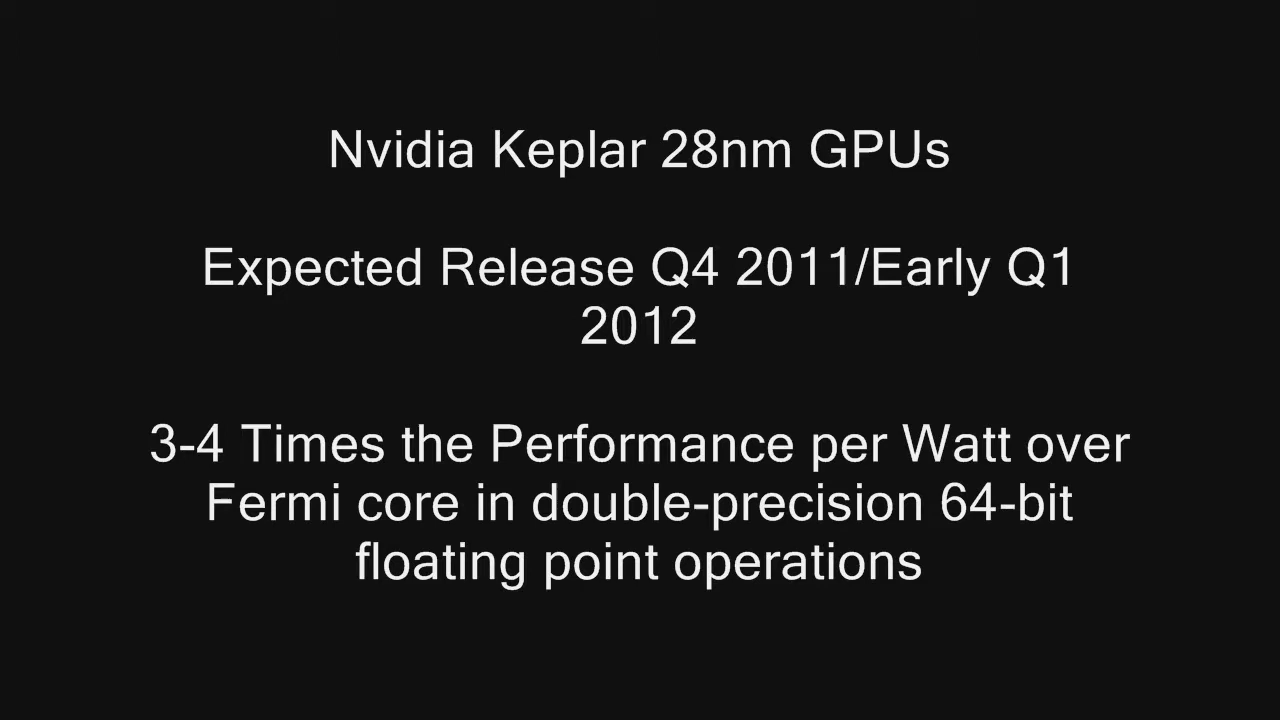 Nvidia Keplar 28nm GPUs
Expected Release Q4 2011/Early Q1
2012
3-4 Times the Performance per Watt over
Fermi core in double-precision 64-bit
floating point operations